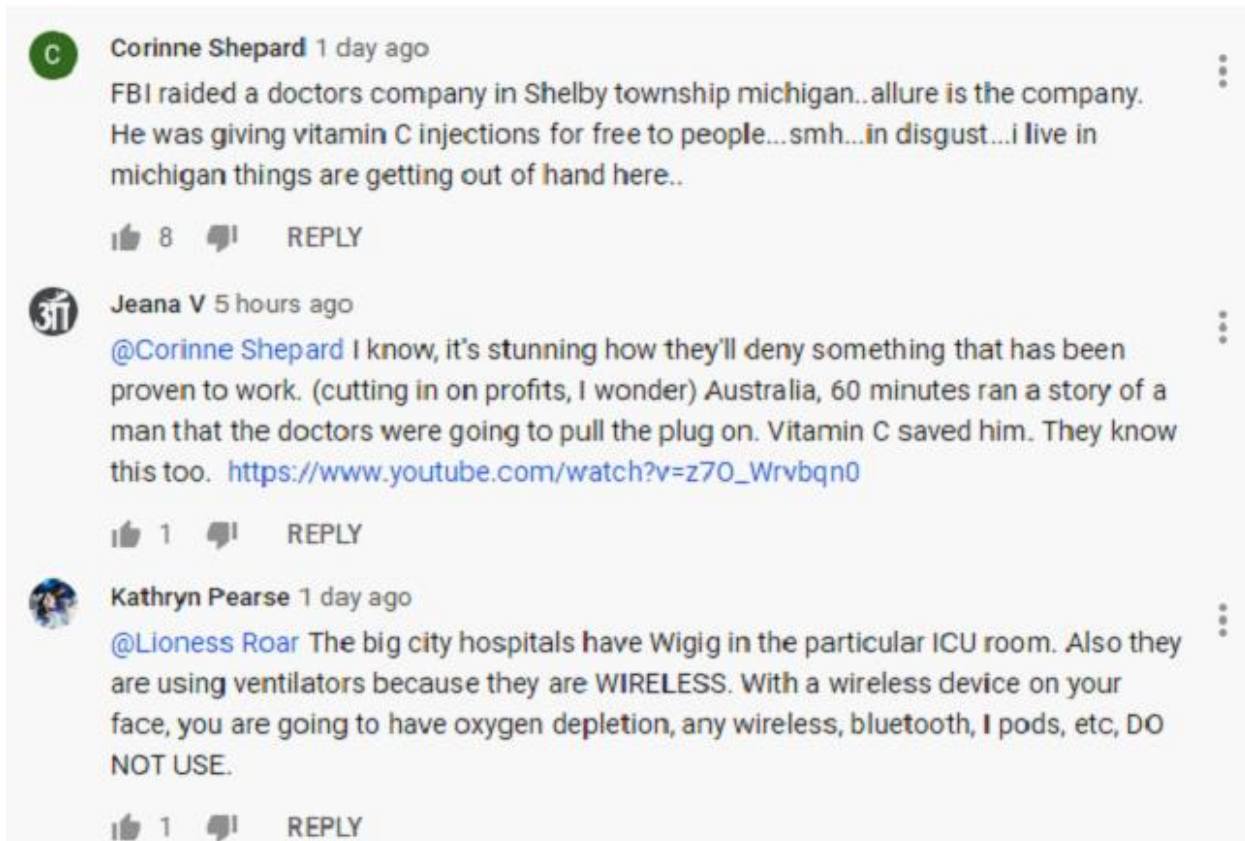 C
Corinne Shepard 1 day ago
FBI raided a doctors company in Shelby township michigan..allure is the company.
He was giving vitamin C injections for free to people...smh...in disgust...i live in
michigan things are getting out of hand here..
8 REPLY
Jeana V 5 hours ago
@Corinne Shepard I know, it's stunning how they'll deny something that has been
proven to work. (cutting in on profits, I wonder) Australia, 60 minutes ran a story of a
man that the doctors were going to pull the plug on. Vitamin C saved him. They know
this too. https://www.youtube.com/watch?v=z7O_Wrvbqn0
1 REPLY
Kathryn Pearse 1 day ago
@Lioness Roar The big city hospitals have Wigig in the particular ICU room. Also they
are using ventilators because they are WIRELESS. With a wireless device on your
face, you are going to have oxygen depletion, any wireless, bluetooth, I pods, etc, DO
NOT USE.
1 REPLY